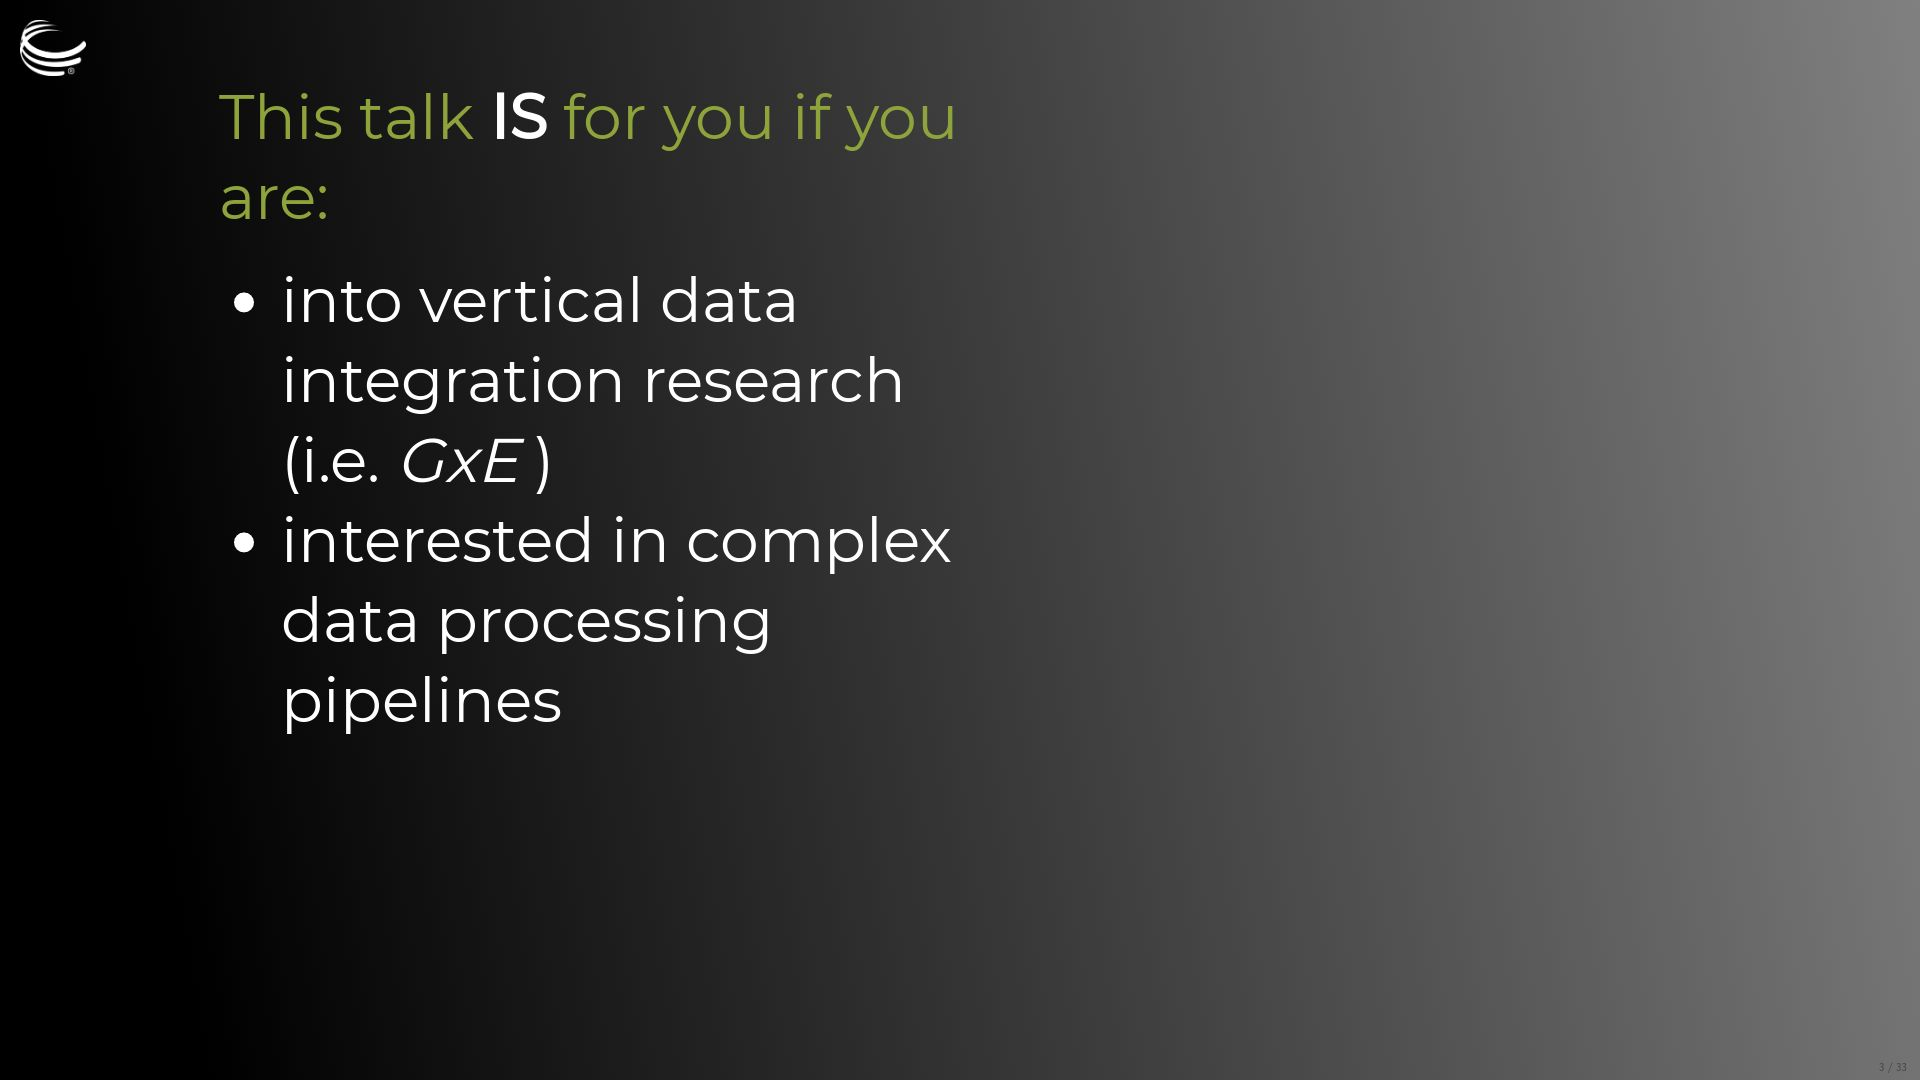 This talk IS for you if you
are:
• into vertical data
integration research
(i.e. GxE )
• interested in complex
data processing
pipelines
3 / 33